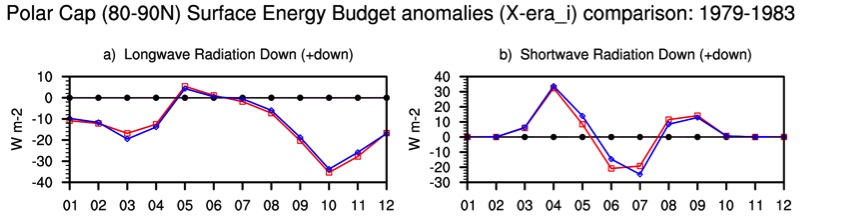 Polar Cap (80-90N) Surface Energy Budget anomalies (X-era_i) comparison: 1979-1983
a) Longwave Radiation Down (+down)
W m-2
10
0
-10
-20
-30
-40
01 02 03 04 05 06 07 08 09 10 11 12
b) Shortwave Radiation Down (+down)
W m-2
40
30
20
10
0
-10
-20
-30
01 02 03 04 05 06 07 08 09 10 11 12